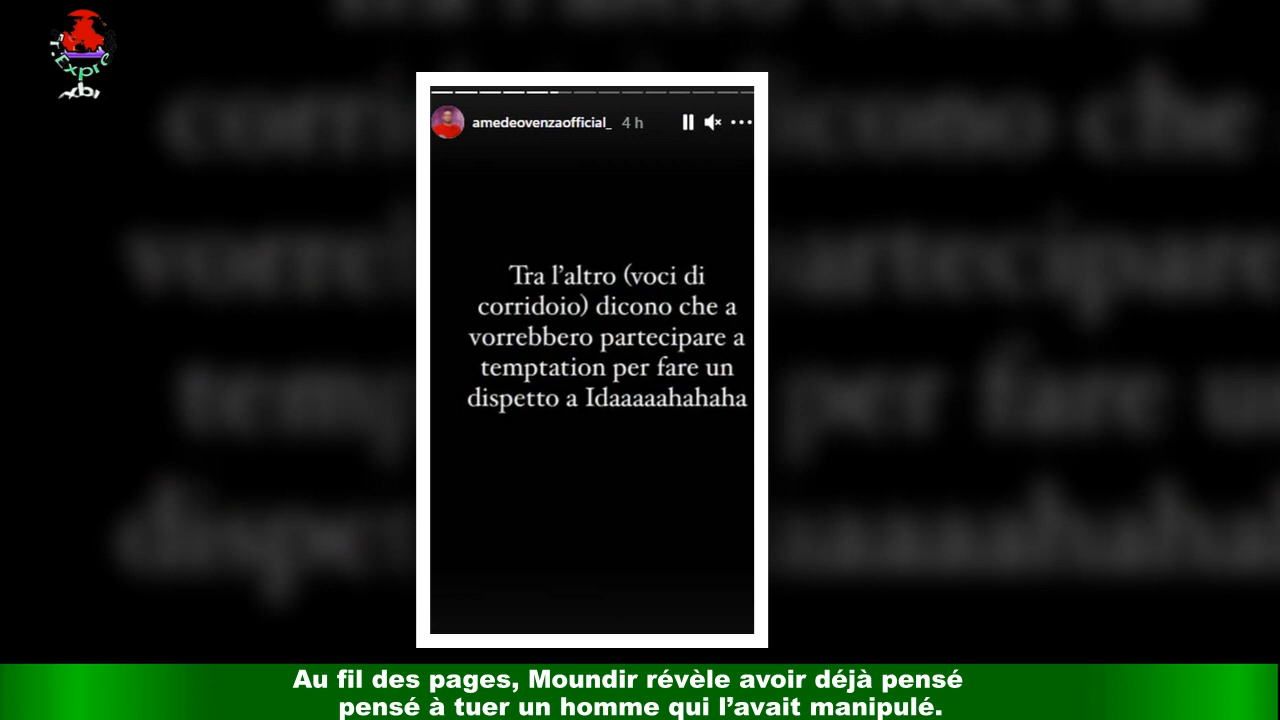 amedeovenzaofficial_ 4 h
Tra l'altro (voci di
corridoio) dicono che a
vorrebbero partecipare a
temptation per fare un
dispetto a Idaaaaahahaha
Au fil des pages, Moundir révèle avoir déjà pensé
pensé à tuer un homme qui l'avait manipulé.